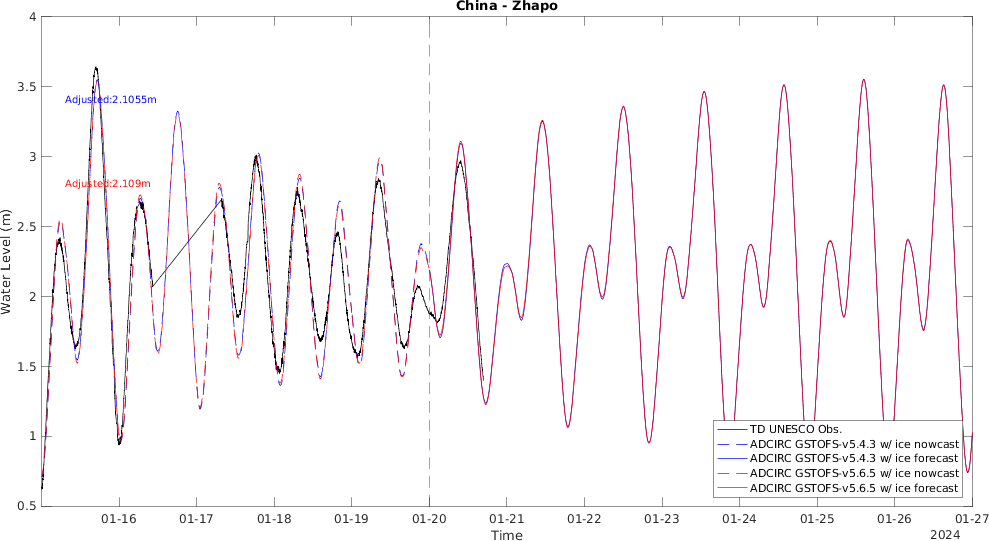 China - Zhapo
4
3.5
3
2.5
2
1.5
1
0.5
Water Level (m)
Adjusted:2.1055m
Adjusted:2.109m
TD UNESCO Obs.
ADCIRC GSTOFS-v5.4.3 w/ ice nowcast
ADCIRC GSTOFS-v5.4.3 w/ ice forecast
ADCIRC GSTOFS-v5.6.5 w/ ice nowcast
ADCIRC GSTOFS-v5.6.5 w/ ice forecast
01-16 01-17 01-18 01-19 01-20 01-21 01-22 01-23 01-24 01-25 01-26 01-27
Time
2024